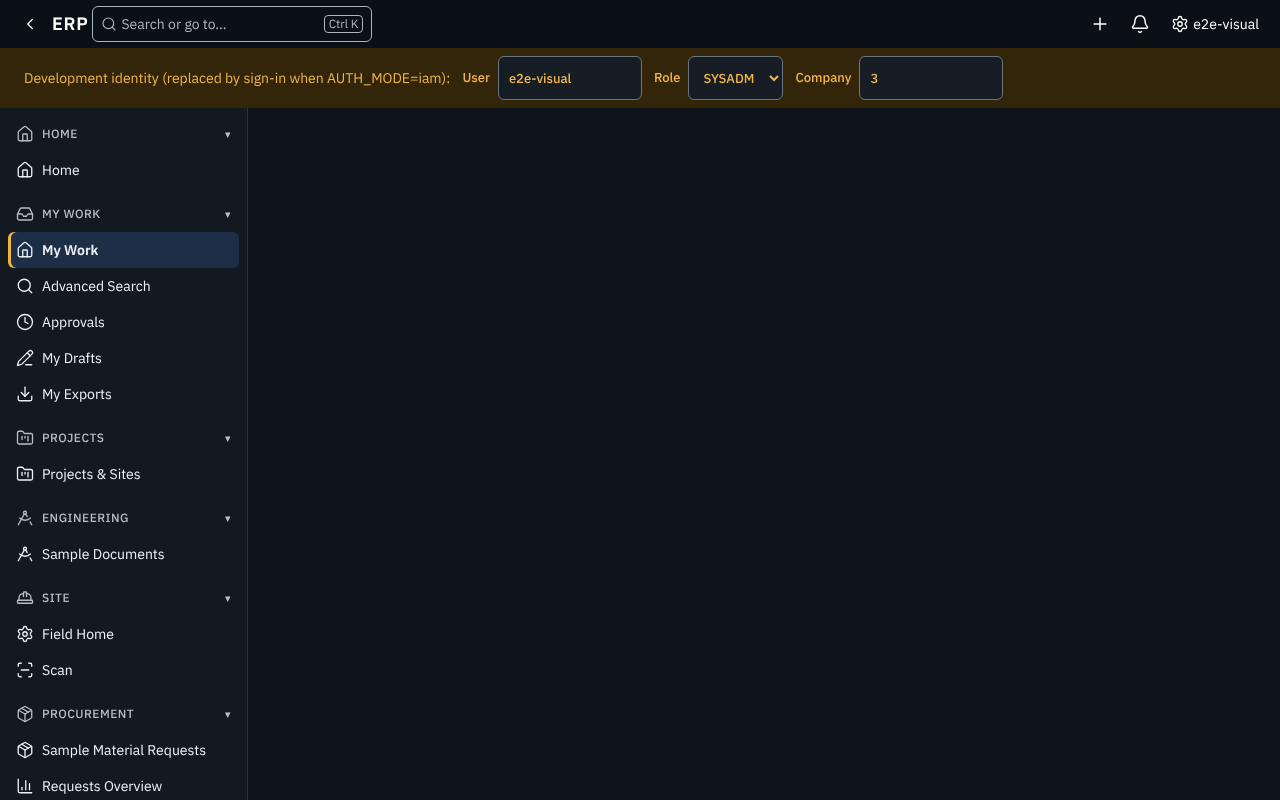 ERP
Search or go to...
Ctrl K
e2e-visual
Development identity (replaced by sign-in when AUTH_MODE=iam):
User
e2e-visual
Role
SYSADM
Company
3
HOME
Home
MY WORK
My Work
Advanced Search
Approvals
My Drafts
My Exports
PROJECTS
Projects & Sites
ENGINEERING
Sample Documents
SITE
Field Home
Scan
PROCUREMENT
Sample Material Requests
Requests Overview